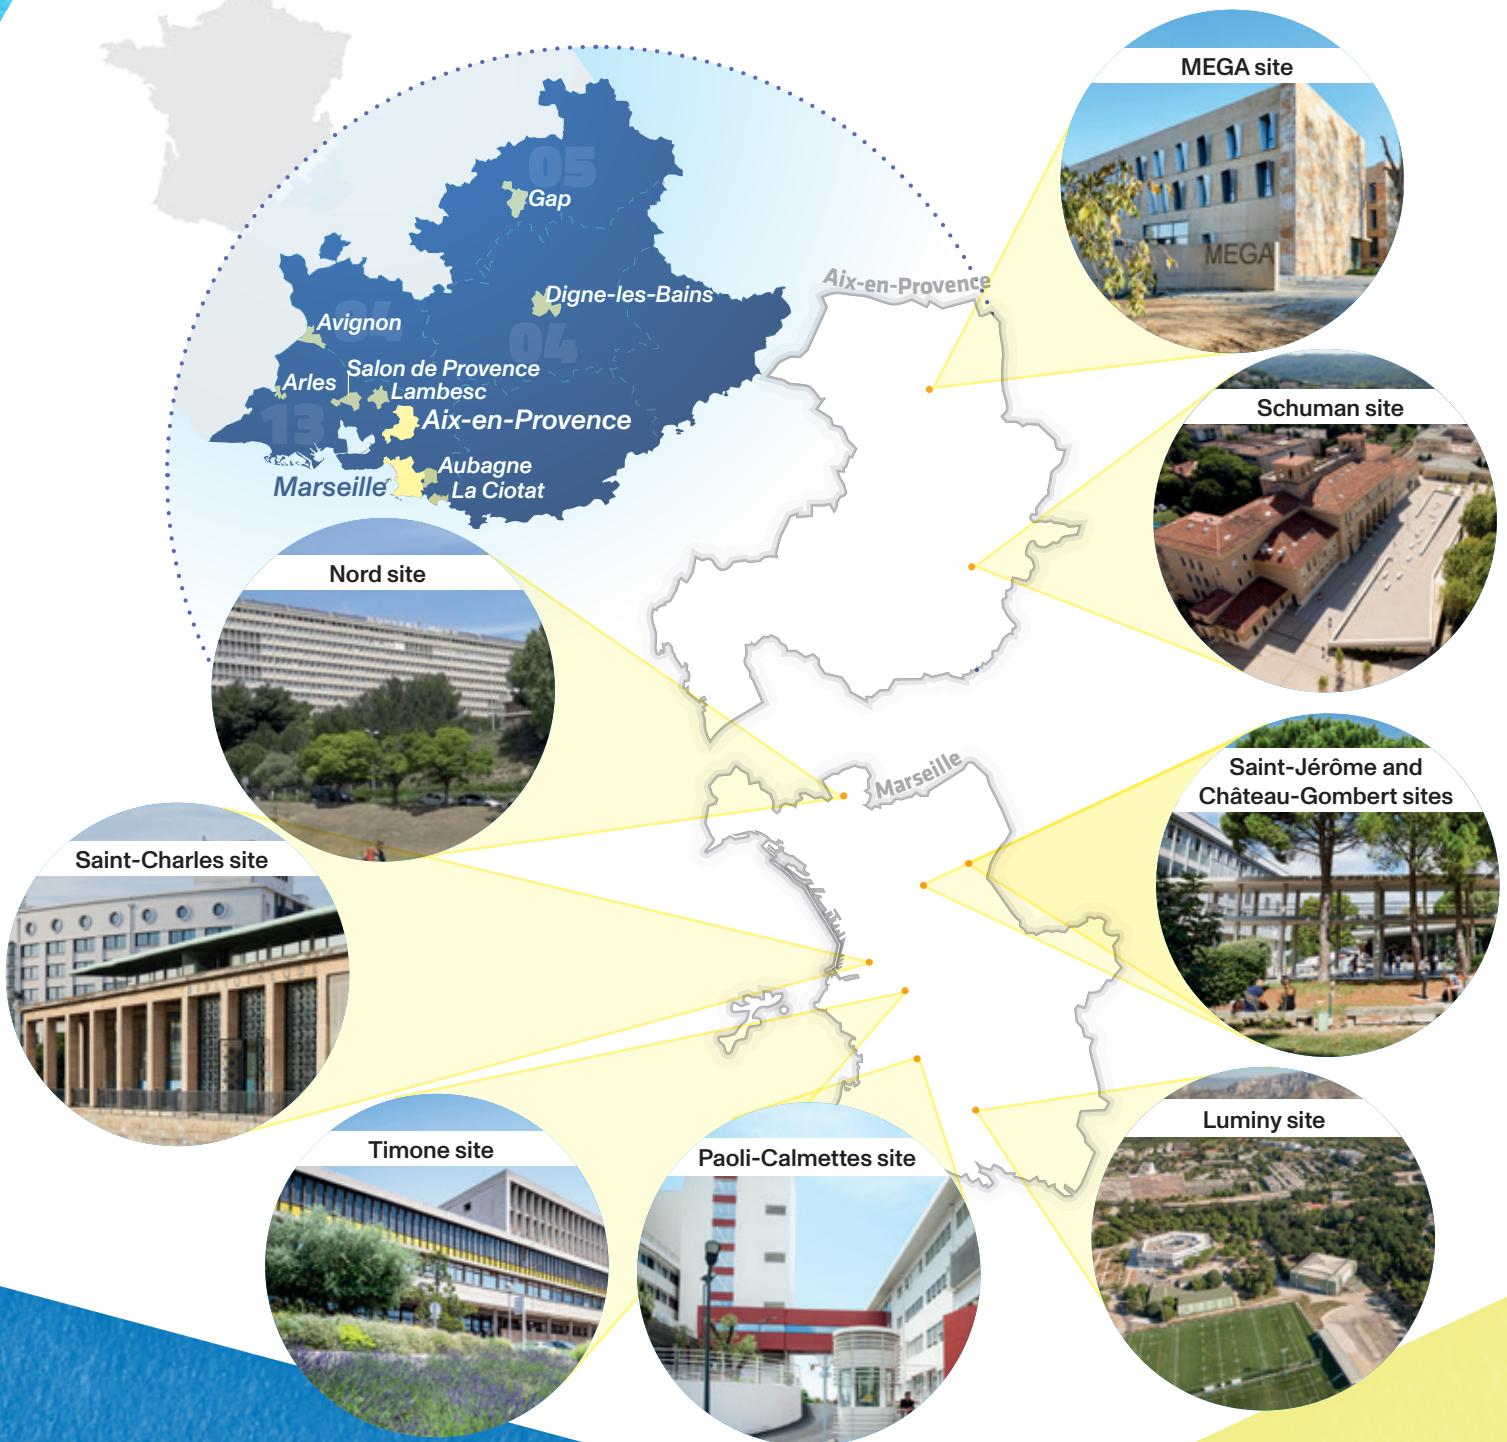 MEGA site
MEGA
05
Gap
Aix-en-Provence
Digne-les-Bains
84
Avignon
04
Salon de Provence
Arles
Lambesc
13
Aix-en-Provence
Schuman site
Aubagne
Marseille
La Ciotat
Nord site
Marseille
Saint-Jérôme and
Château-Gombert sites
Saint-Charles site
Luminy site
Timone site
Paoli-Calmettes site